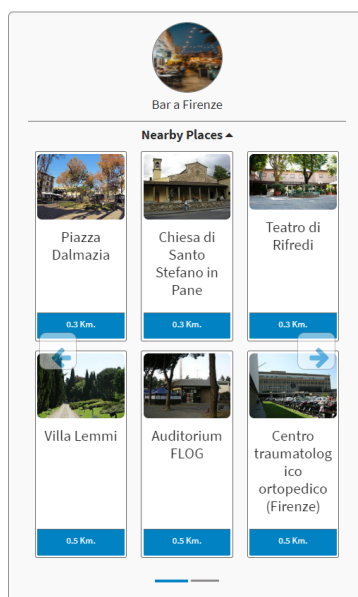 Bar a Firenze
Nearby Places
Piazza
Dalmazia
Chiesa di
Santo
Stefano in
Pane
Teatro di
Rifredi
0.3 Km.
0.3 Km.
0.3 Km.
Villa Lemmi
Auditorium
FLOG
Centro
traumatolog
ico
ortopedico
(Firenze)
0.5 Km.
0.5 Km.
0.5 Km.